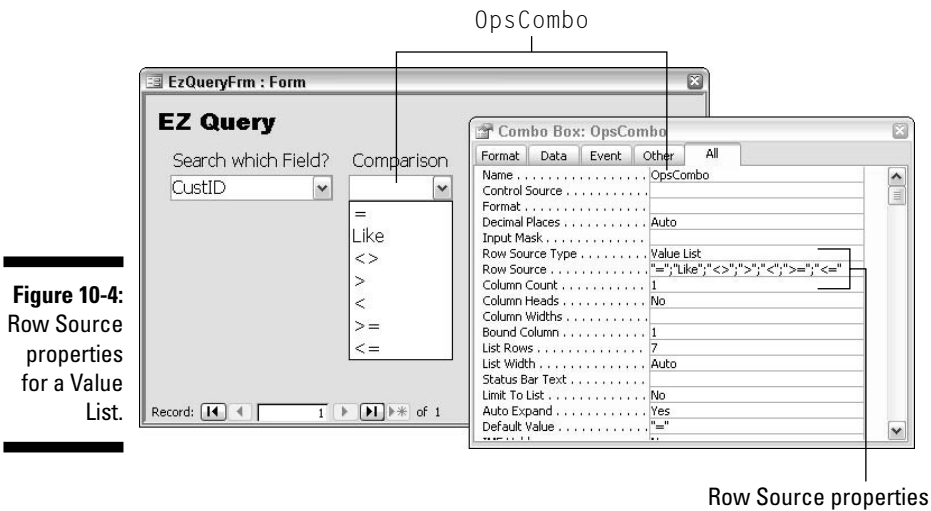 OpsCombo
EzQueryFrm : Form
EZ Query
Search which Field?
Comparison
CustID
=
Like
<>
>
<
>=
<=
Record: 1 of 1
Combo Box: OpsCombo
Format Data Event Other All
Name . . . . . . . . . . . . . . . . . OpsCombo
Control Source . . . . . . . . . . .
Format . . . . . . . . . . . . . . . .
Decimal Places . . . . . . . . . . . Auto
Input Mask . . . . . . . . . . . . .
Row Source Type . . . . . . . . . Value List
Row Source . . . . . . . . . . . . . "=";"Like";"<>";">";"<";">=";"<="
Column Count . . . . . . . . . . . . 1
Column Heads . . . . . . . . . . . No
Column Widths . . . . . . . . . . .
Bound Column . . . . . . . . . . . 1
List Rows . . . . . . . . . . . . . . 7
List Width . . . . . . . . . . . . . . Auto
Status Bar Text . . . . . . . . . .
Limit To List . . . . . . . . . . . . . No
Auto Expand . . . . . . . . . . . . Yes
Default Value . . . . . . . . . . . . "="
Row Source properties
Figure 10-4:
Row Source
properties
for a Value
List.